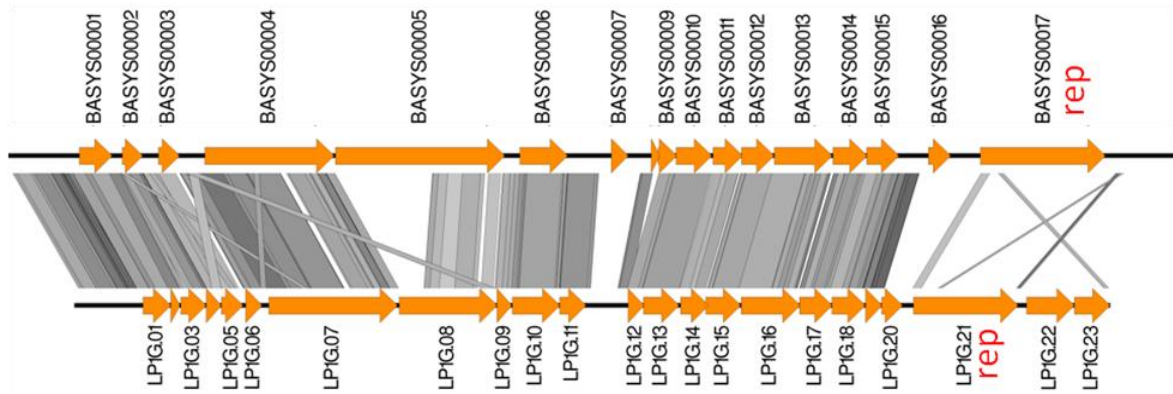 BASYS00001
BASYS00002
BASYS00003
BASYS00004
BASYS00005
BASYS00006
BASYS00007
BASYS00009
BASYS00010
BASYS00011
BASYS00012
BASYS00013
BASYS00014
BASYS00015
BASYS00016
BASYS00017
rep
LP1G.01
LP1G.03
LP1G.05
LP1G.06
LP1G.07
LP1G.08
LP1G.09
LP1G.10
LP1G.11
LP1G.12
LP1G.13
LP1G.14
LP1G.15
LP1G.16
LP1G.17
LP1G.18
LP1G.20
LP1G.21
rep
LP1G.22
LP1G.23